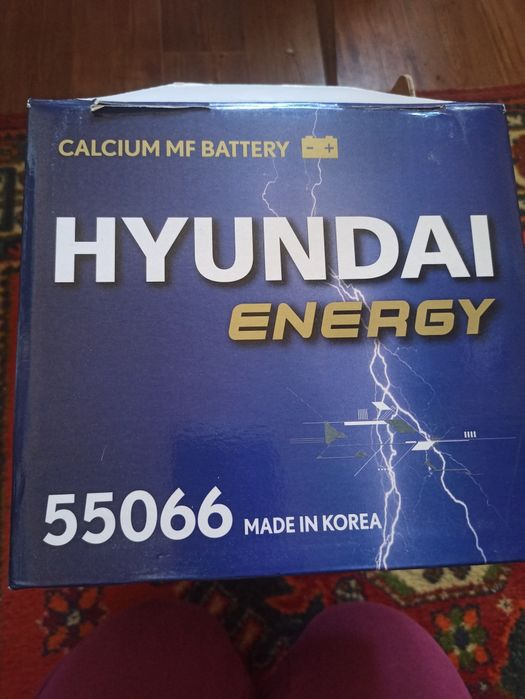 CALCIUM MF BATTERY
HYUNDAI
ENERGY
55066 MADE IN KOREA